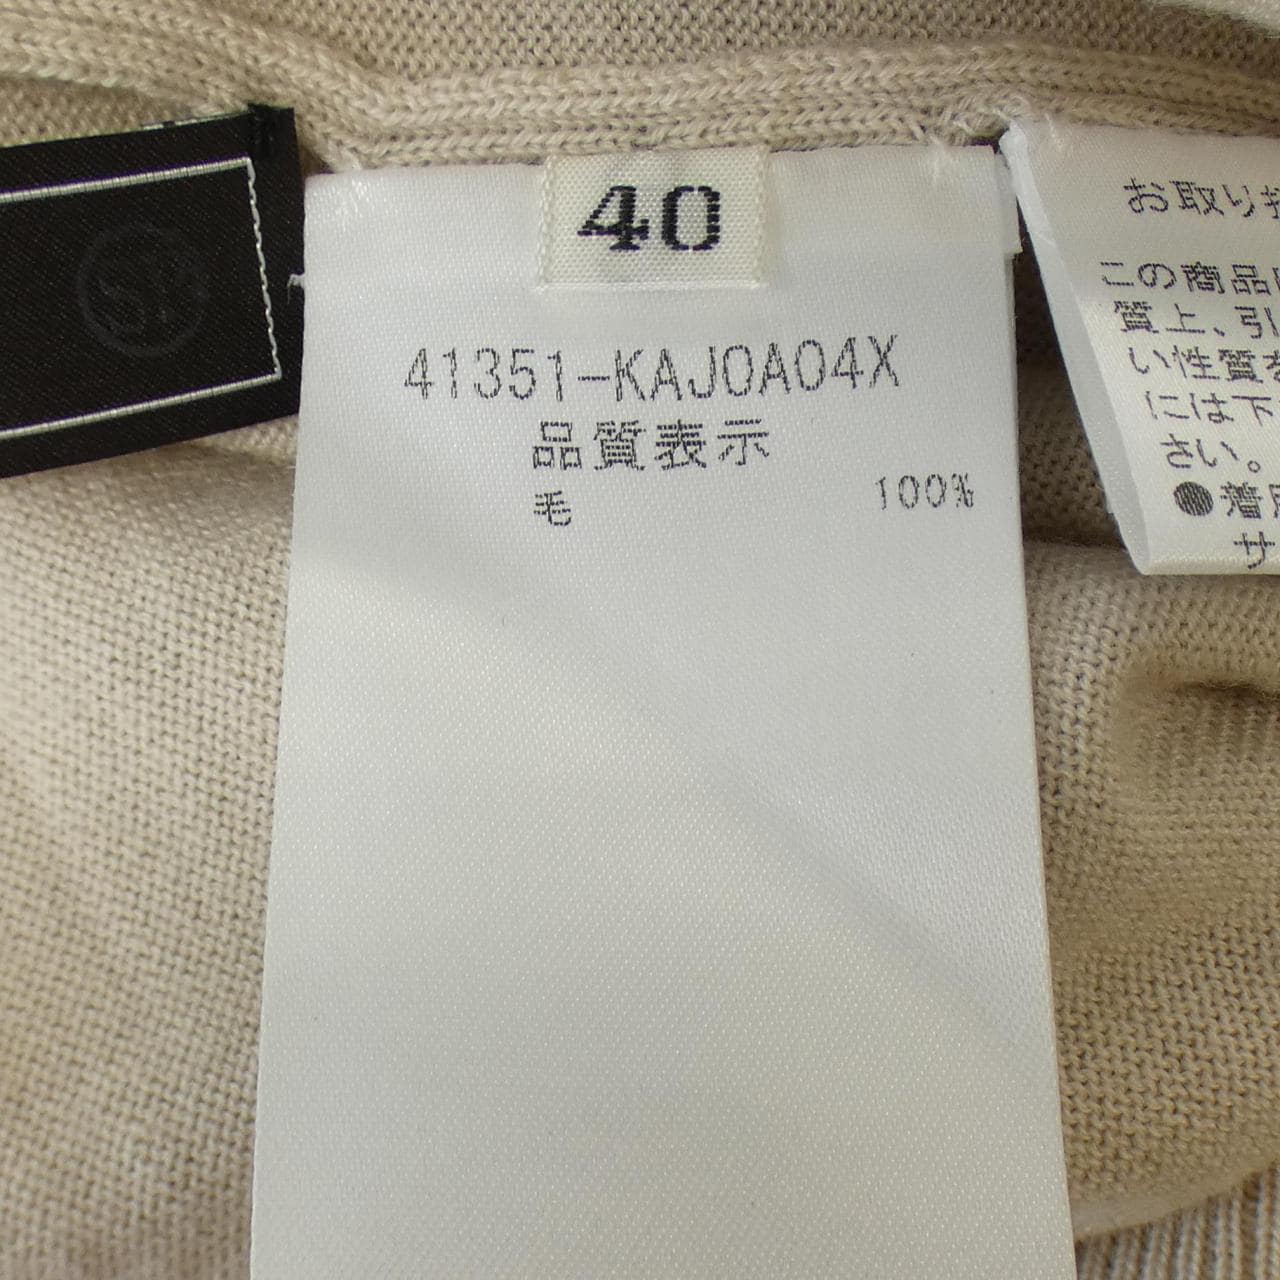 40
41351-KAJ0A04X
品質表示
毛 100%
お取り扱
この商品
質上、引
い性質を
には下
さい。
●着用
サ